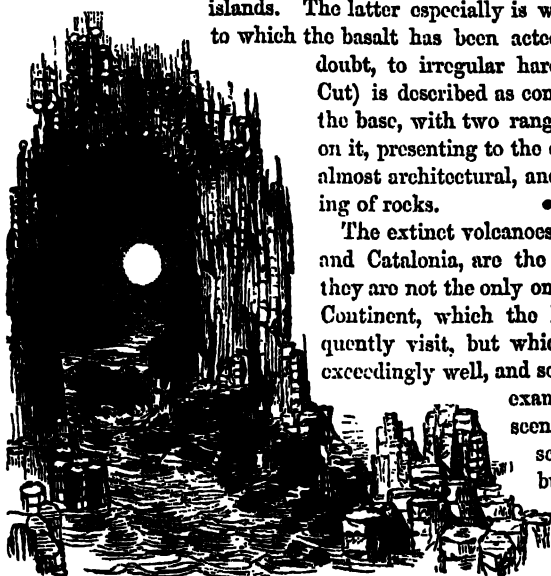 islands. The latter especially is w
to which the basalt has been acte
doubt, to irregular hard
Cut) is described as con
the base, with two rang
on it, presenting to the e
almost architectural, and
ing of rocks.
The extinct volcanoes
and Catalonia, are the
they are not the only on
Continent, which the
quently visit, but whic
exceedingly well, and so
exam
seen
so
bu